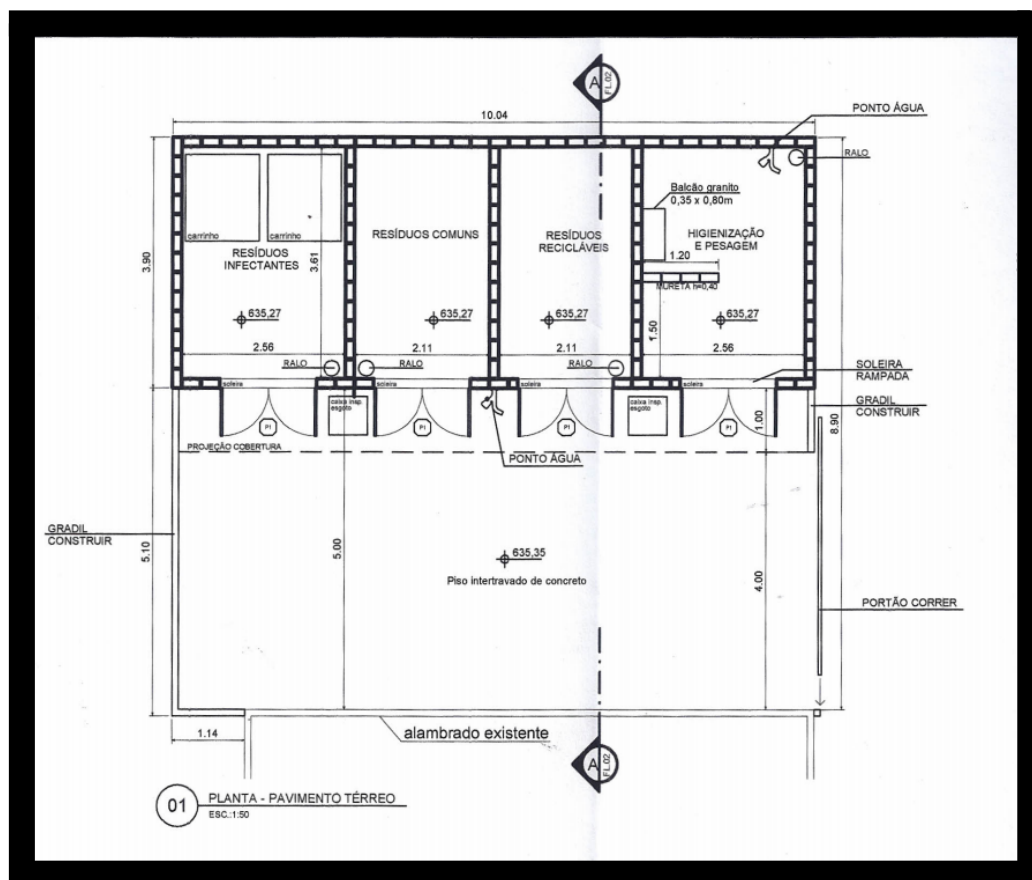 A
FL.02
10.04
PONTO ÁGUA
RALO
Balcão granito
0,35 x 0,80m
RESÍDUOS COMUNS
RESÍDUOS
RECICLÁVEIS
HIGIENIZAÇÃO
E PESAGEM
carrinho
carrinho
RESÍDUOS
INFECTANTES
3.61
3.90
1.20
MURETA h=0,40
635,27
635,27
635,27
635,27
1.50
2.56
2.11
2.11
2.56
RALO
RALO
RALO
SOLEIRA
RAMPADA
soleira
soleira
soleira
soleira
GRADIL
CONSTRUIR
caixa insp.
esgoto
caixa insp.
esgoto
P1
P1
P1
P1
1.00
8.90
PROJEÇÃO COBERTURA
PONTO ÁGUA
GRADIL
CONSTRUIR
5.10
5.00
635,35
Piso intertravado de concreto
4.00
PORTÃO CORRER
1.14
alambrado existente
A
FL.02
01
PLANTA - PAVIMENTO TÉRREO
ESC.:1:50